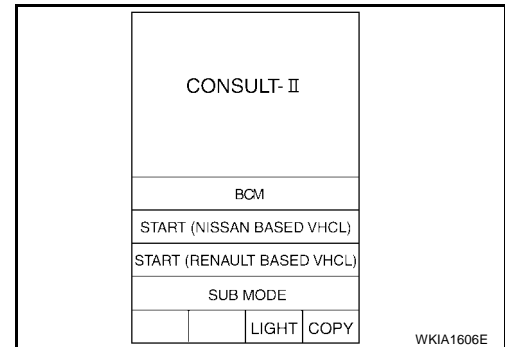 CONSULT-Ⅱ
BCM
START (NISSAN BASED VHCL)
START (RENAULT BASED VHCL)
SUB MODE
LIGHT COPY
WKIA1606E